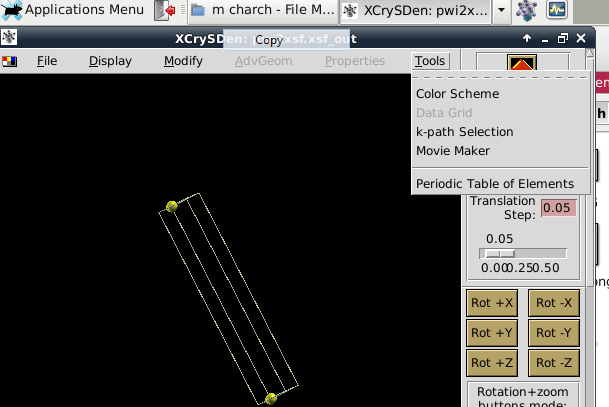 Applications Menu
m charch - File M...
XCrySDen: pwi2x...
XCrySDen: xsf.xsf_out
Copy
File Display Modify AdvGeom Properties Tools
Color Scheme
Data Grid
k-path Selection
Movie Maker
Periodic Table of Elements
Translation
Step: 0.05
0.05
0.00 0.25 0.50
Rot +X Rot -X
Rot +Y Rot -Y
Rot +Z Rot -Z
Rotation+zoom
buttons mode: